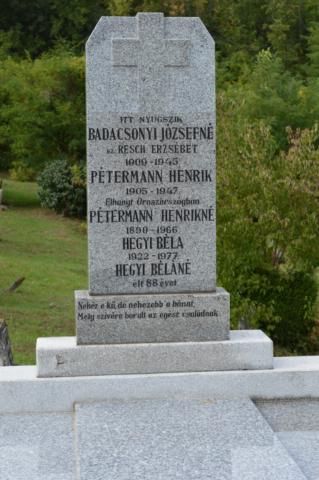 ITT NYUGSZIK
BADACSONYI JÓZSEFNÉ
SZ. RESCH ERZSÉBET
1909-1945
PÉTERMANN HENRIK
1905-1947.
Elhunyt Oroszországban
PÉTERMANN HENRIKNÉ
1890-1966
HEGYI BÉLA
1922-1977
HEGYI BÉLÁNÉ
élt 88 évet
Nehéz e kő, de nehezebb a bánat,
Mely szívére borult az egész családnak.